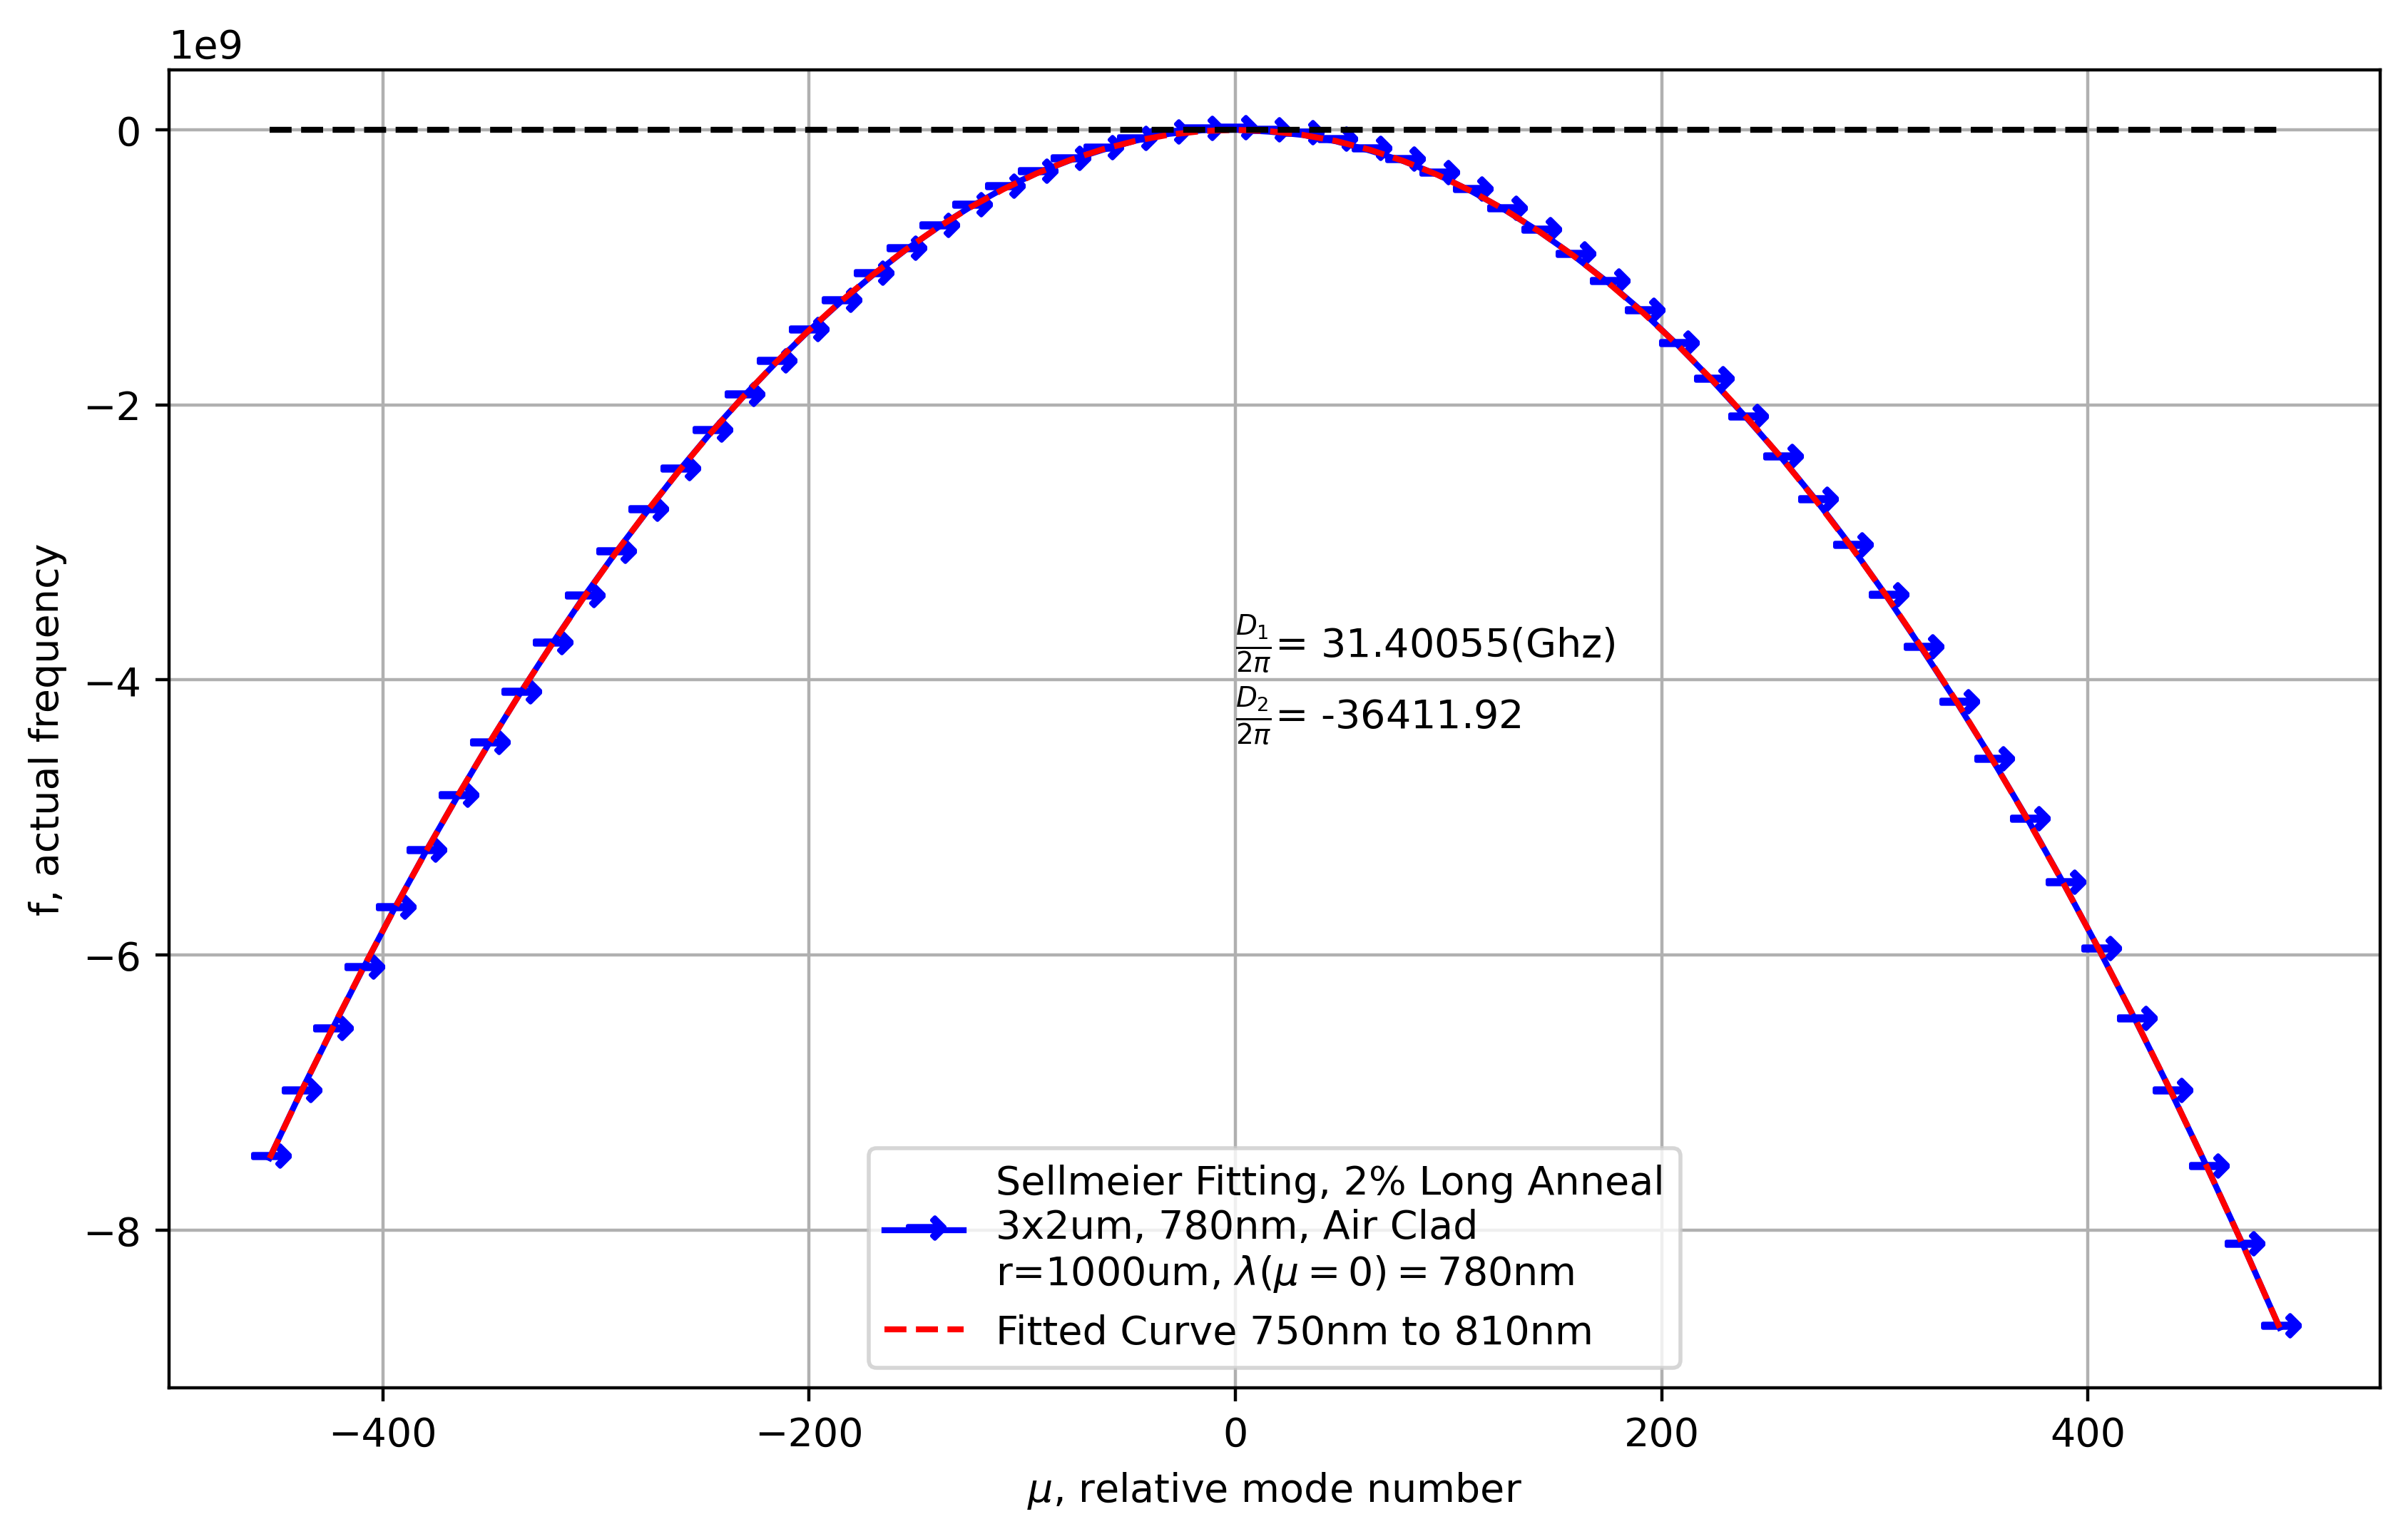 1e9
0
−2
−4
−6
−8
f, actual frequency
D₁/2π = 31.40055(Ghz)
D₂/2π = -36411.92
Sellmeier Fitting, 2% Long Anneal
3x2um, 780nm, Air Clad
r=1000um, λ(μ = 0) = 780nm
Fitted Curve 750nm to 810nm
−400 −200 0 200 400
μ, relative mode number